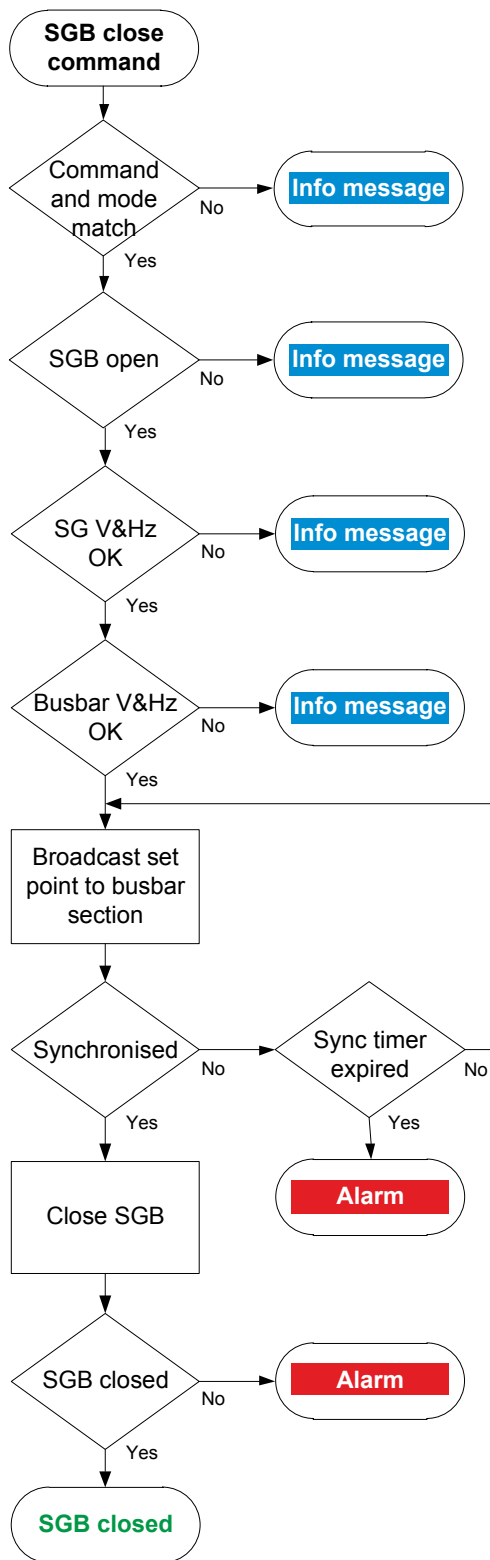 SGB close
command
Command
and mode
match
No
Info message
Yes
SGB open
No
Info message
Yes
SG V&Hz
OK
No
Info message
Yes
Busbar V&Hz
OK
No
Info message
Yes
Broadcast set
point to busbar
section
Synchronised
No
Sync timer
expired
No
Yes
Yes
Alarm
Close SGB
SGB closed
No
Alarm
Yes
SGB closed